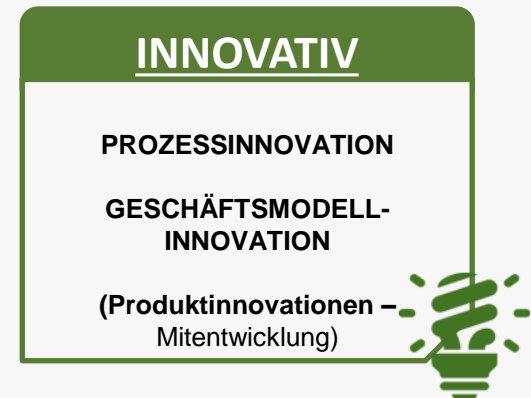 INNOVATIV
PROZESSINNOVATION
GESCHÄFTSMODELL-
INNOVATION
(Produktinnovationen –
Mitentwicklung)